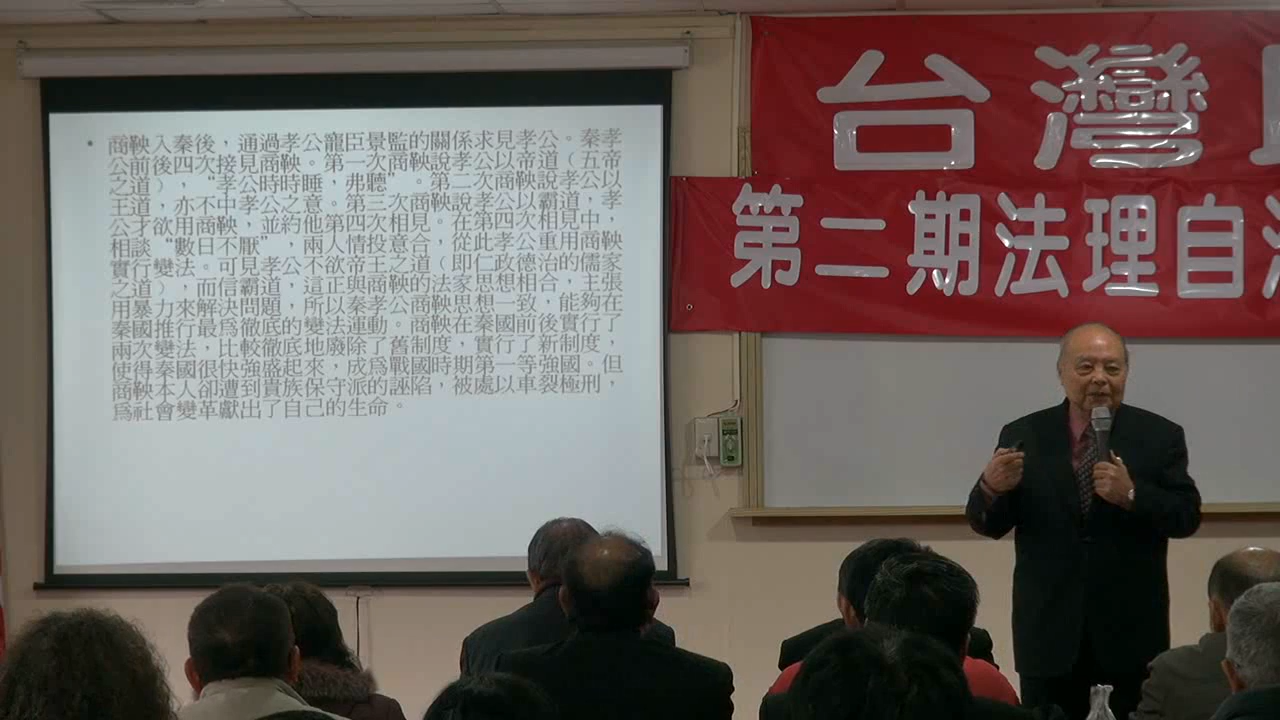 • 商鞅入秦後，通過孝公寵臣景監的關係求見孝公。秦孝
公前後四次接見商鞅。第一次商鞅說孝公以帝道（五帝
之道），“孝公時時睡，弗聽”。第二次商鞅說孝公以
王道，亦不中孝公之意。第三次商鞅說孝公以霸道，孝
公才欲用商鞅，並約他第四次相見。在第四次相見中，
相談“數日不厭”，兩人情投意合，從此孝公重用商鞅
實行變法。可見孝公不欲帝王之道（即仁政德治的儒家
之道），而信霸道，這正與商鞅的法家思想相合，主張
用暴力來解決問題，所以秦孝公商鞅思想一致，能夠在
秦國推行最為徹底的變法運動。商鞅在秦國前後實行了
兩次變法，比較徹底地廢除了舊制度，實行了新制度，
使得秦國很快強盛起來，成為戰國時期第一等強國。但
商鞅本人卻遭到貴族保守派的誣陷，被處以車裂極刑，
為社會變革獻出了自己的生命。
台灣
第二期法理自